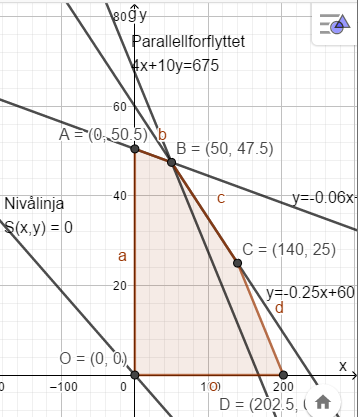 80
y
Parallellforflyttet
4x+10y=675
60
A = (0, 50.5)
b
B = (50, 47.5)
40
c
y=-0.06x
Nivålinja
S(x,y) = 0
a
C = (140, 25)
20
y=-0.25x+60
d
O = (0, 0)
x
−100
0
100
200
D = (202.5,